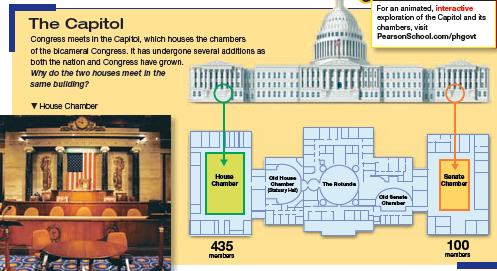 The Capitol
Congress meets in the Capitol, which houses the chambers
of the bicameral Congress. It has undergone several additions as
both the nation and Congress have grown.
Why do the two houses meet in the
same building?
▼ House Chamber
For an animated, interactive
exploration of the Capitol and its
chambers, visit
PearsonSchool.com/phgovt
House
Chamber
Old House
Chamber
(Statuary Hall)
The Rotunda
Old Senate
Chamber
Senate
Chamber
435
members
100
members